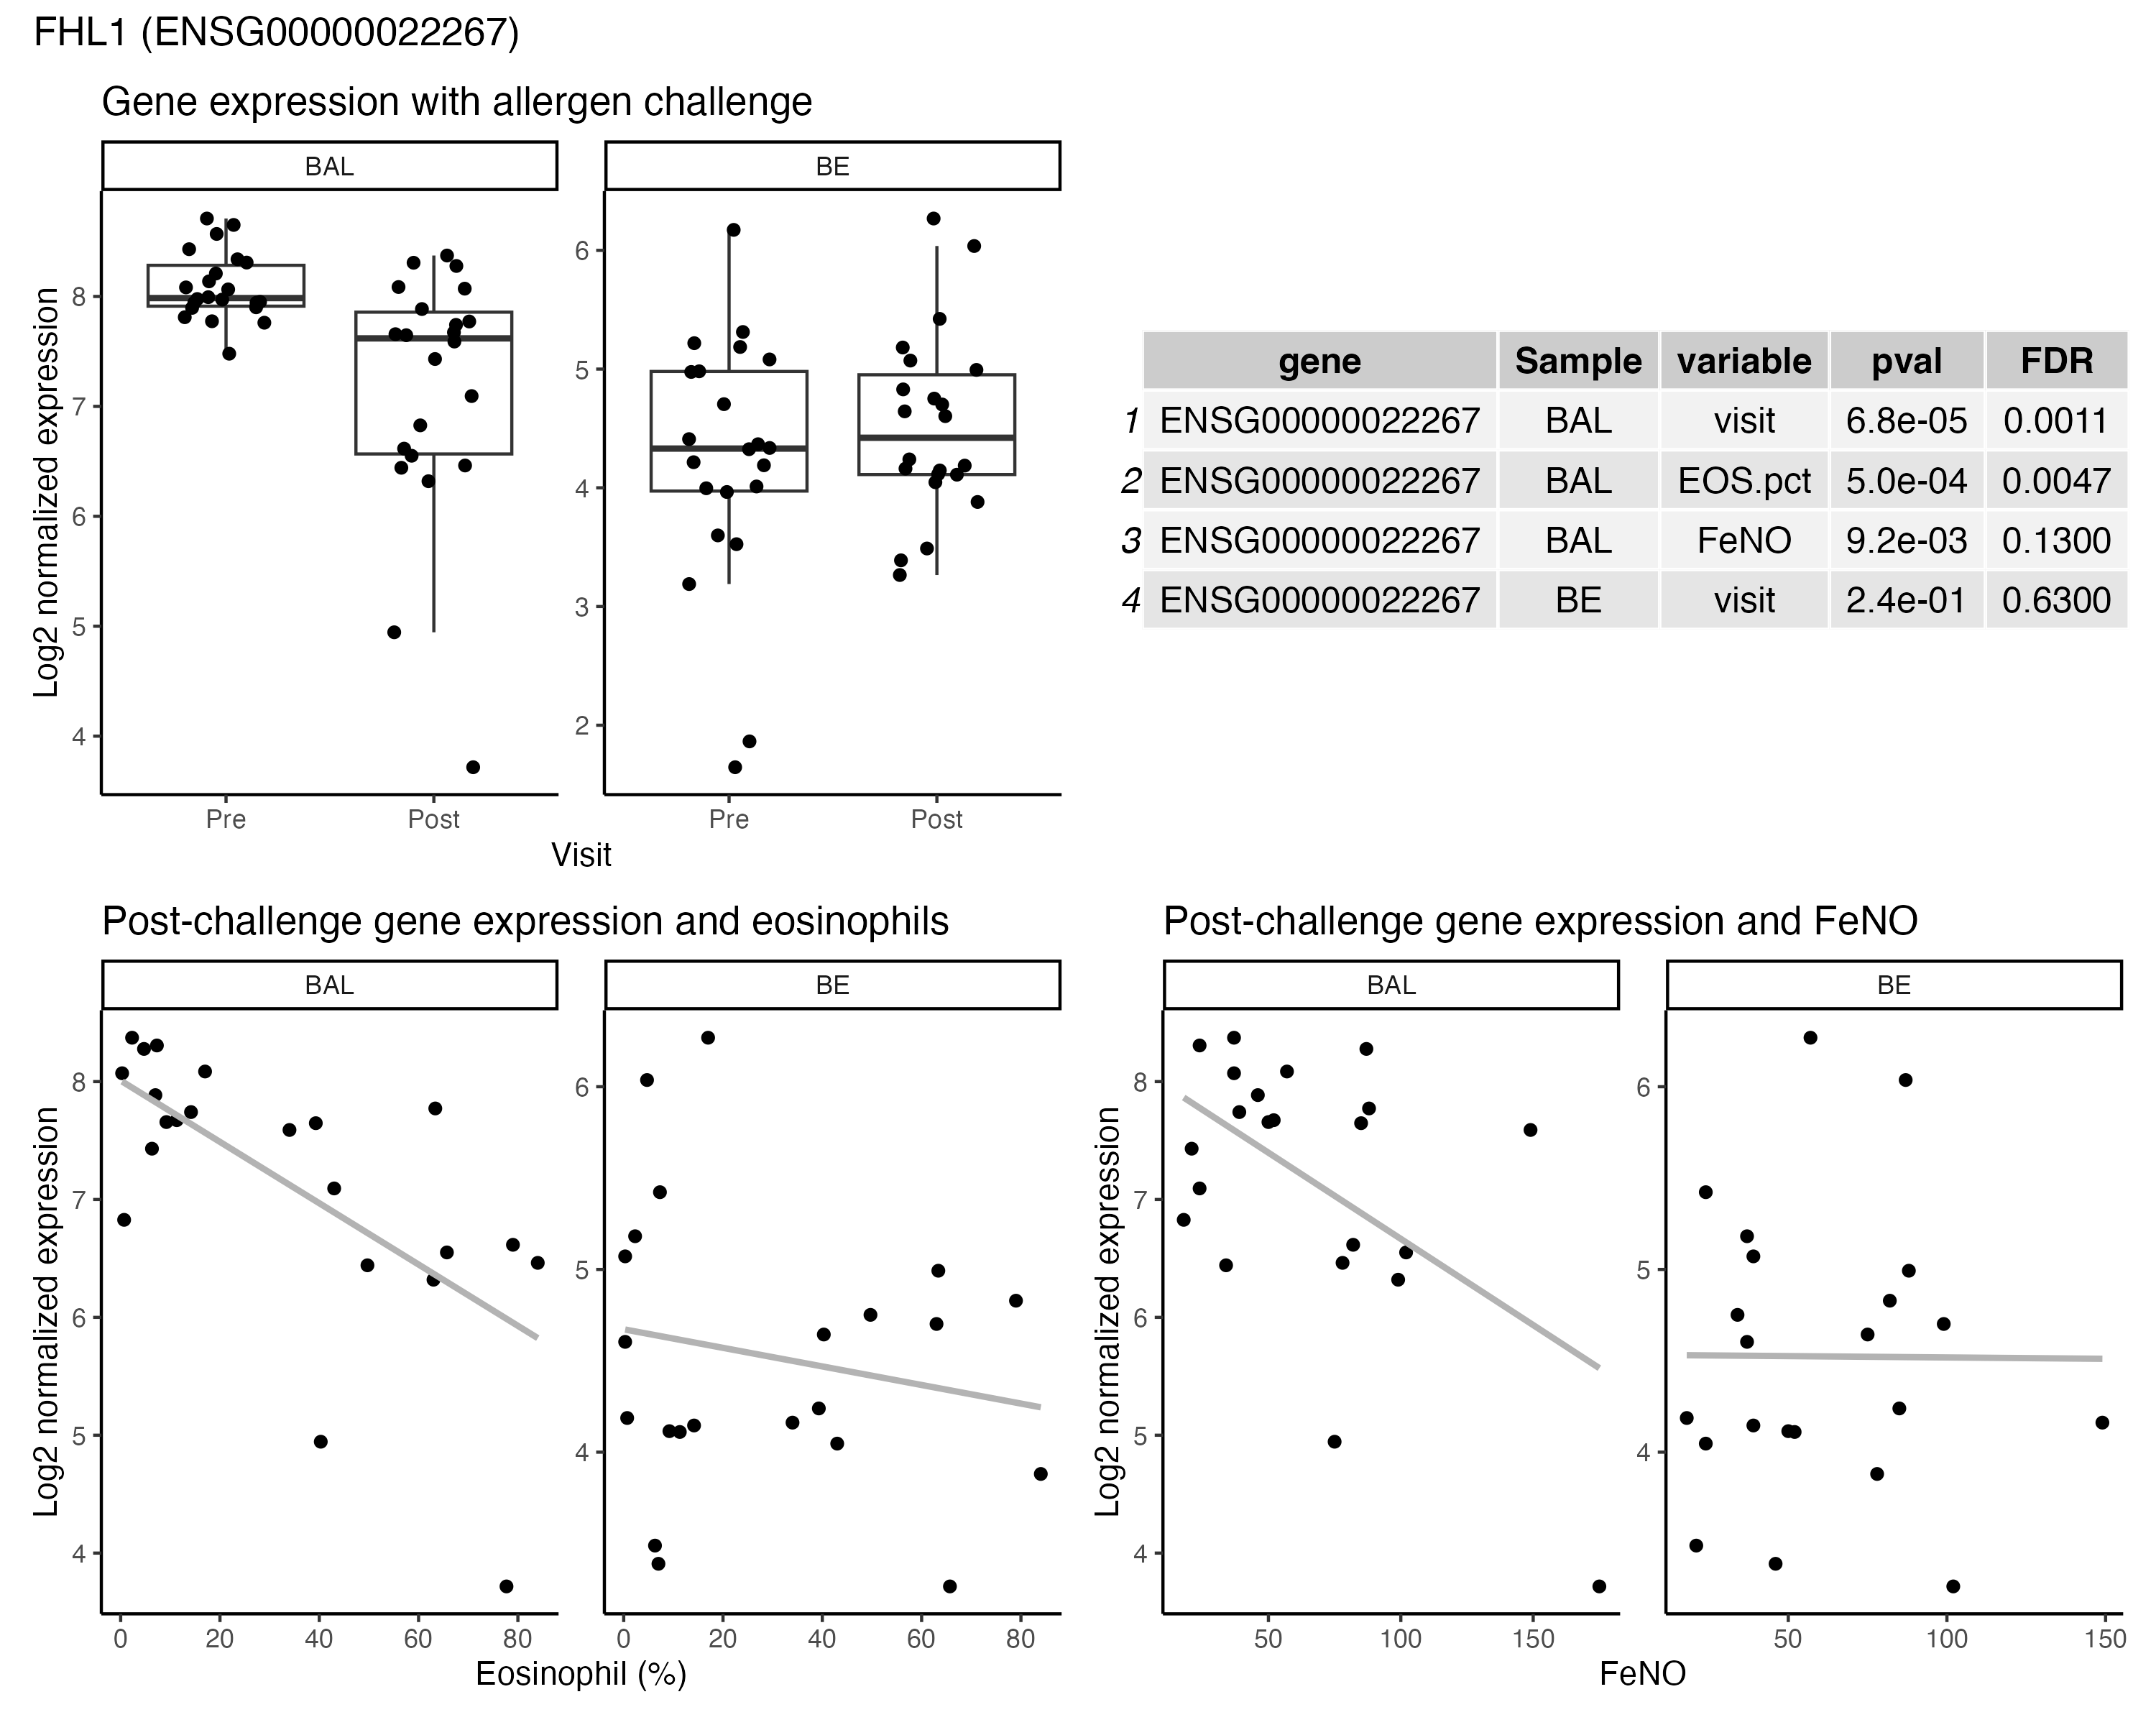 FHL1 (ENSG00000022267)
Gene expression with allergen challenge
BAL BE
Log2 normalized expression
8
7
6
5
4
6
5
4
3
2
Pre Post Pre Post
Visit
gene Sample variable pval FDR
1 ENSG00000022267 BAL visit 6.8e-05 0.0011
2 ENSG00000022267 BAL EOS.pct 5.0e-04 0.0047
3 ENSG00000022267 BAL FeNO 9.2e-03 0.1300
4 ENSG00000022267 BE visit 2.4e-01 0.6300
Post-challenge gene expression and eosinophils
BAL BE
Log2 normalized expression
8
7
6
5
4
6
5
4
0 20 40 60 80 0 20 40 60 80
Eosinophil (%)
Post-challenge gene expression and FeNO
BAL BE
Log2 normalized expression
8
7
6
5
4
6
5
4
50 100 150 50 100 150
FeNO